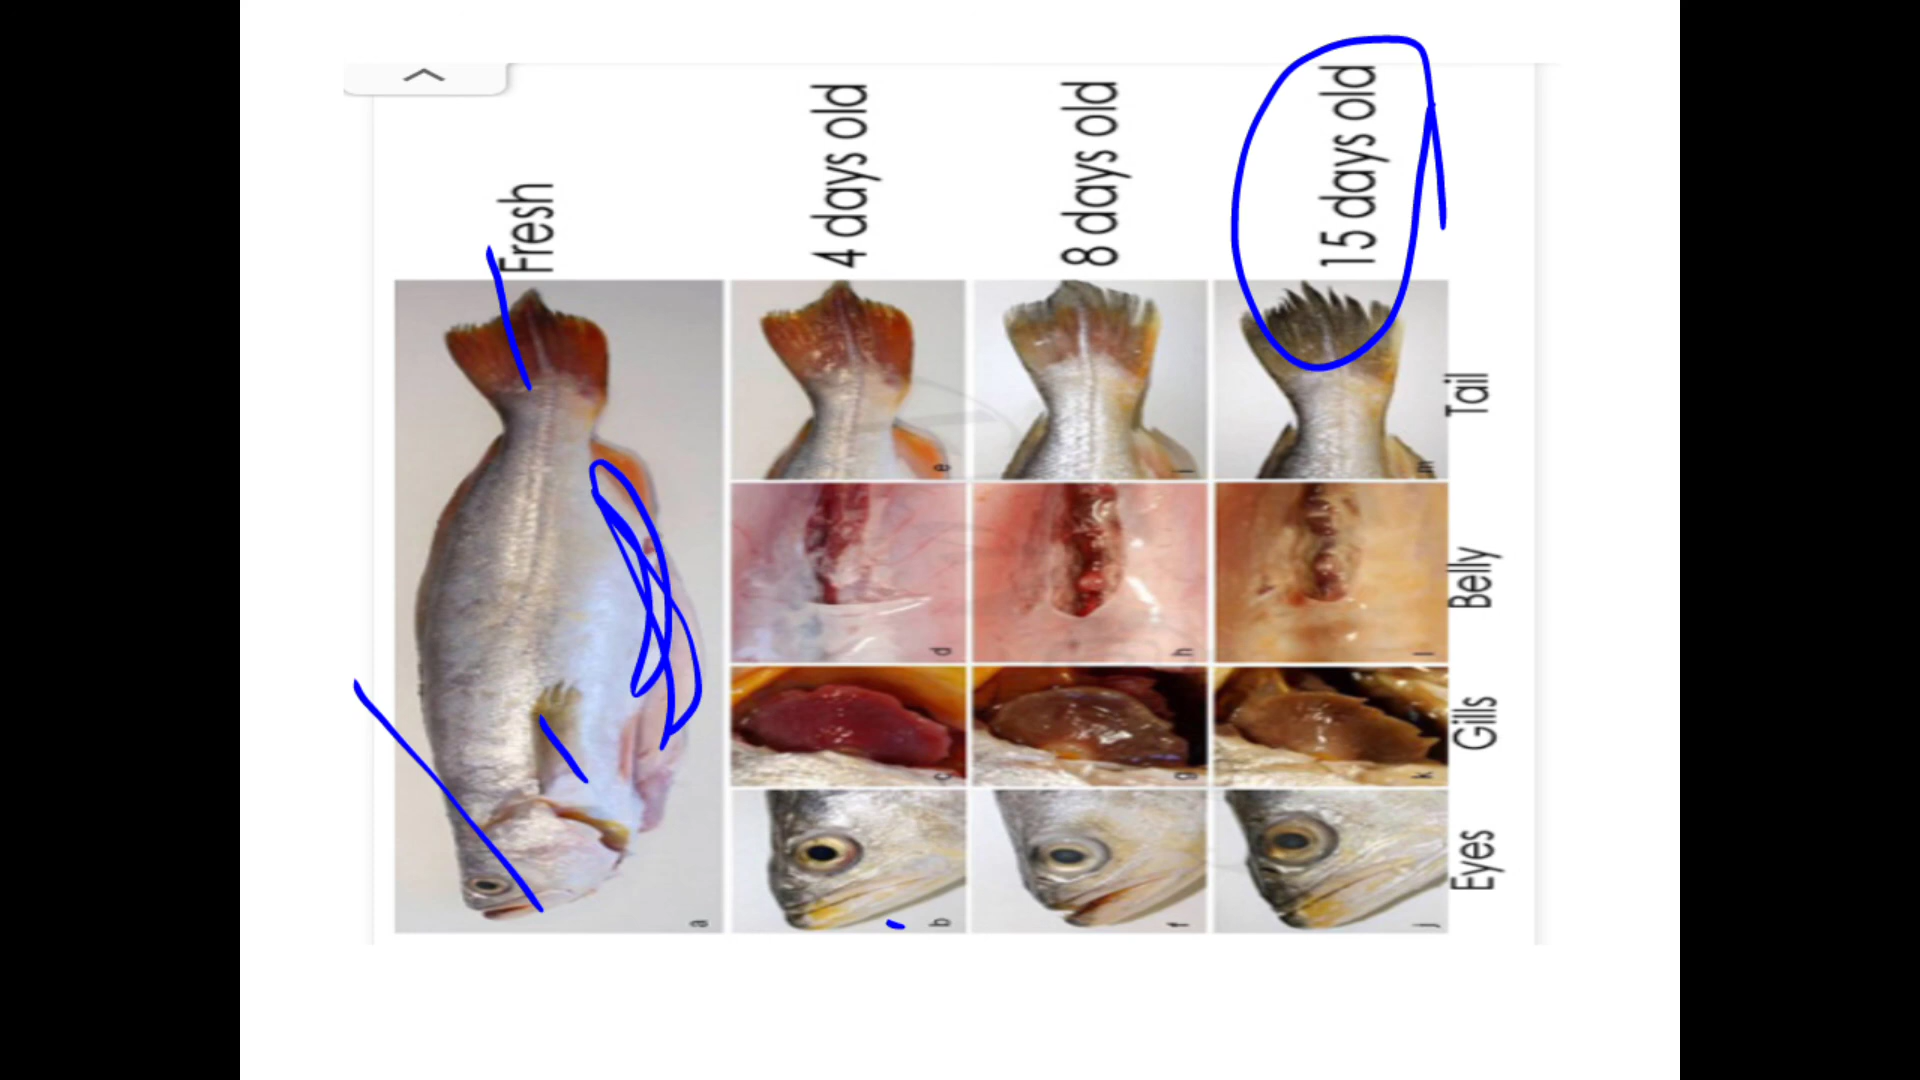 Fresh
4 days old
8 days old
15 days old
Tail
Belly
Gills
Eyes
a
e
i
m
d
h
l
c
g
k
b
f
j